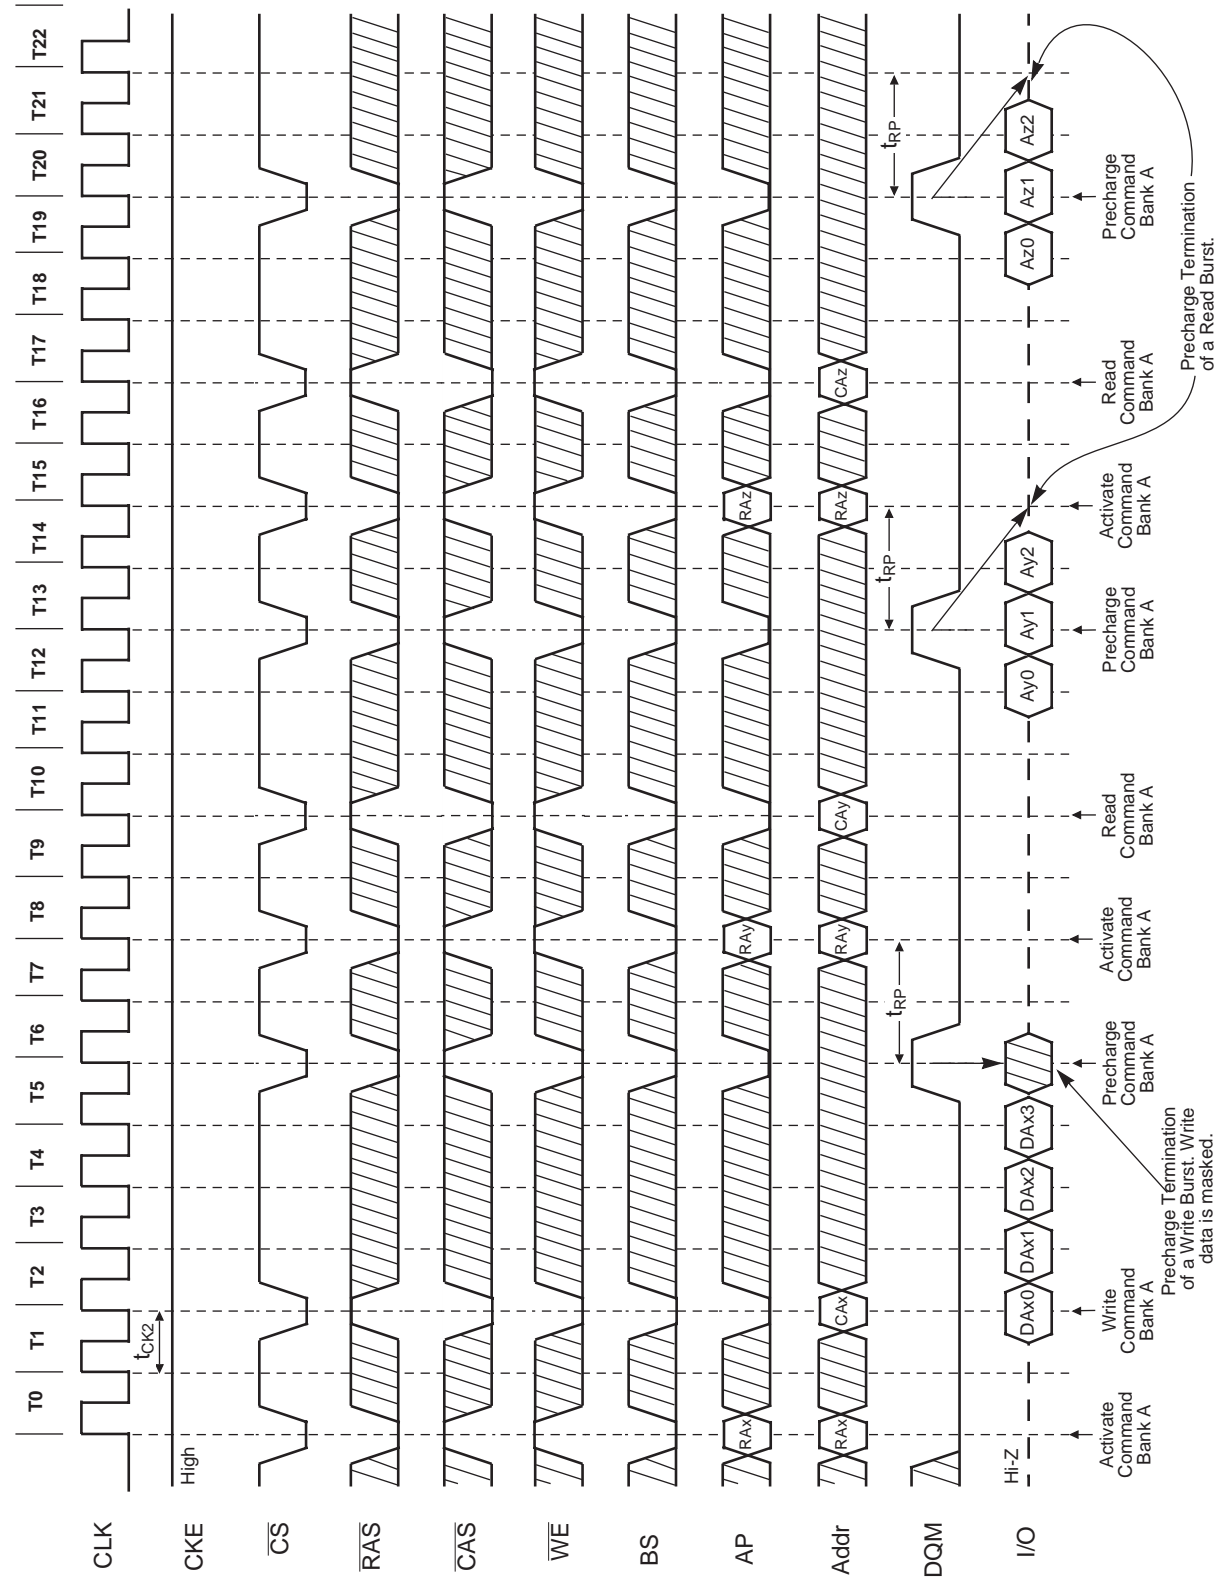 T0 T1 T2 T3 T4 T5 T6 T7 T8 T9 T10 T11 T12 T13 T14 T15 T16 T17 T18 T19 T20 T21 T22
CLK
tCK2
CKE
High
CS
RAS
CAS
WE
BS
AP
RAx
RAy
RAz
Addr
RAx
CAx
RAy
CAy
RAz
CAz
tRP
tRP
tRP
DQM
I/O
Hi-Z
DAx0
DAx1
DAx2
DAx3
Ay0
Ay1
Ay2
Az0
Az1
Az2
Activate
Command
Bank A
Write
Command
Bank A
Precharge
Command
Bank A
Activate
Command
Bank A
Read
Command
Bank A
Precharge
Command
Bank A
Activate
Command
Bank A
Read
Command
Bank A
Precharge
Command
Bank A
Precharge Termination
of a Write Burst. Write
data is masked.
Precharge Termination
of a Read Burst.